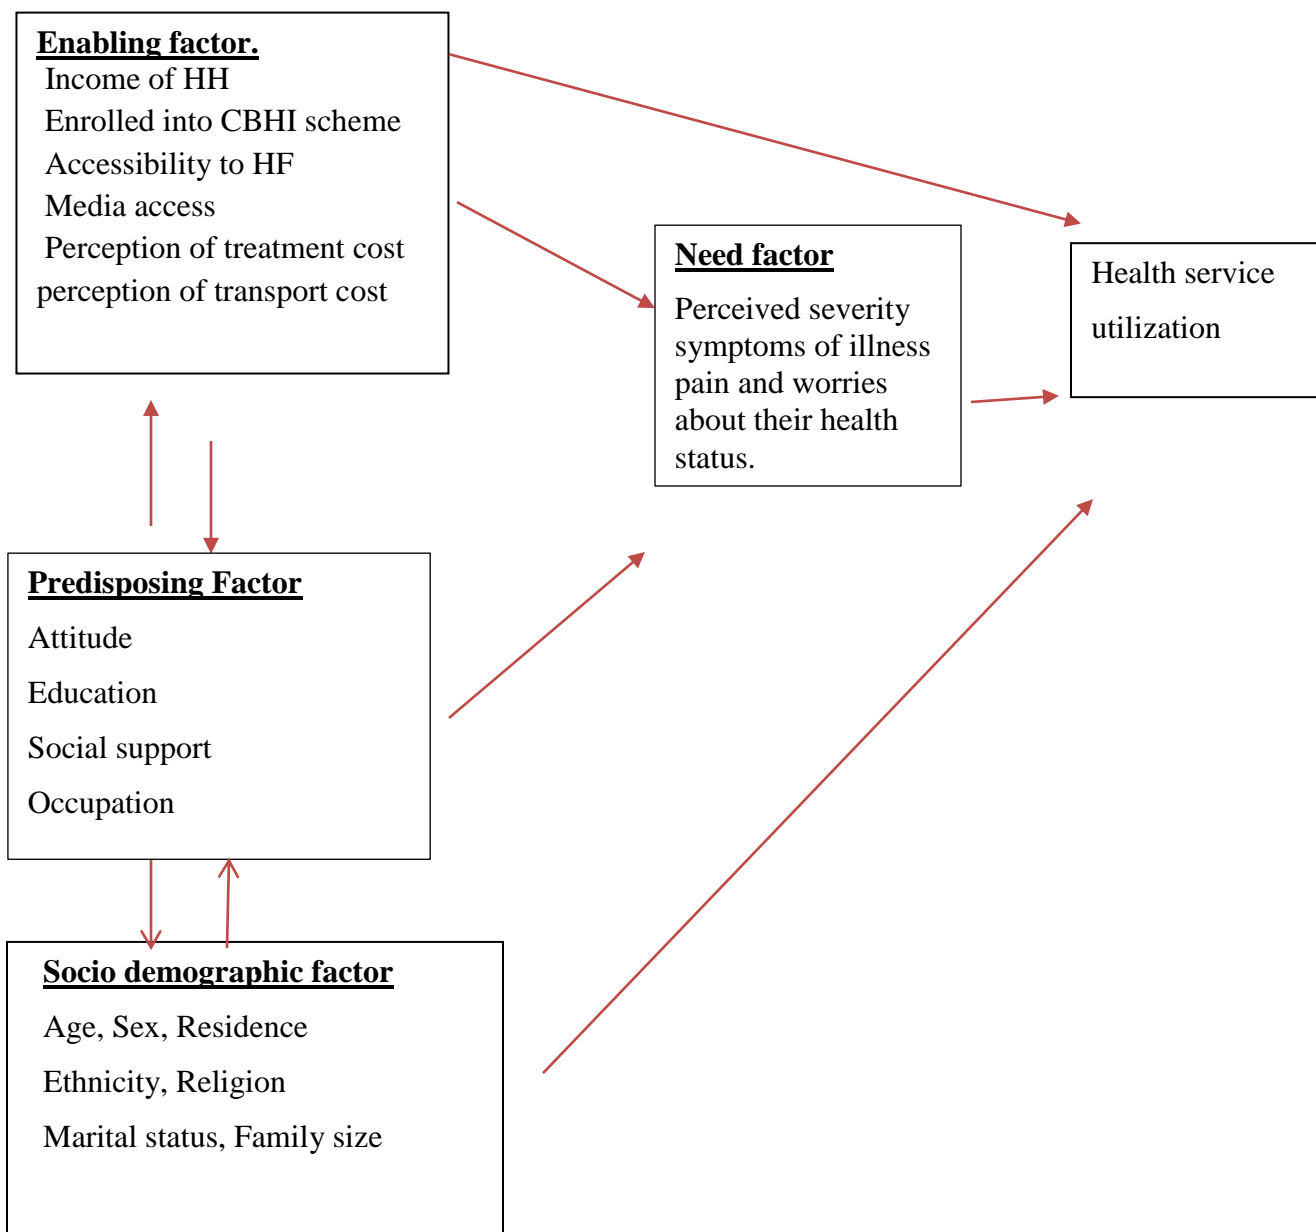 Enabling factor.
Income of HH
Enrolled into CBHI scheme
Accessibility to HF
Media access
Perception of treatment cost
perception of transport cost
Need factor
Perceived severity
symptoms of illness
pain and worries
about their health
status.
Health service
utilization
Predisposing Factor
Attitude
Education
Social support
Occupation
Socio demographic factor
Age, Sex, Residence
Ethnicity, Religion
Marital status, Family size